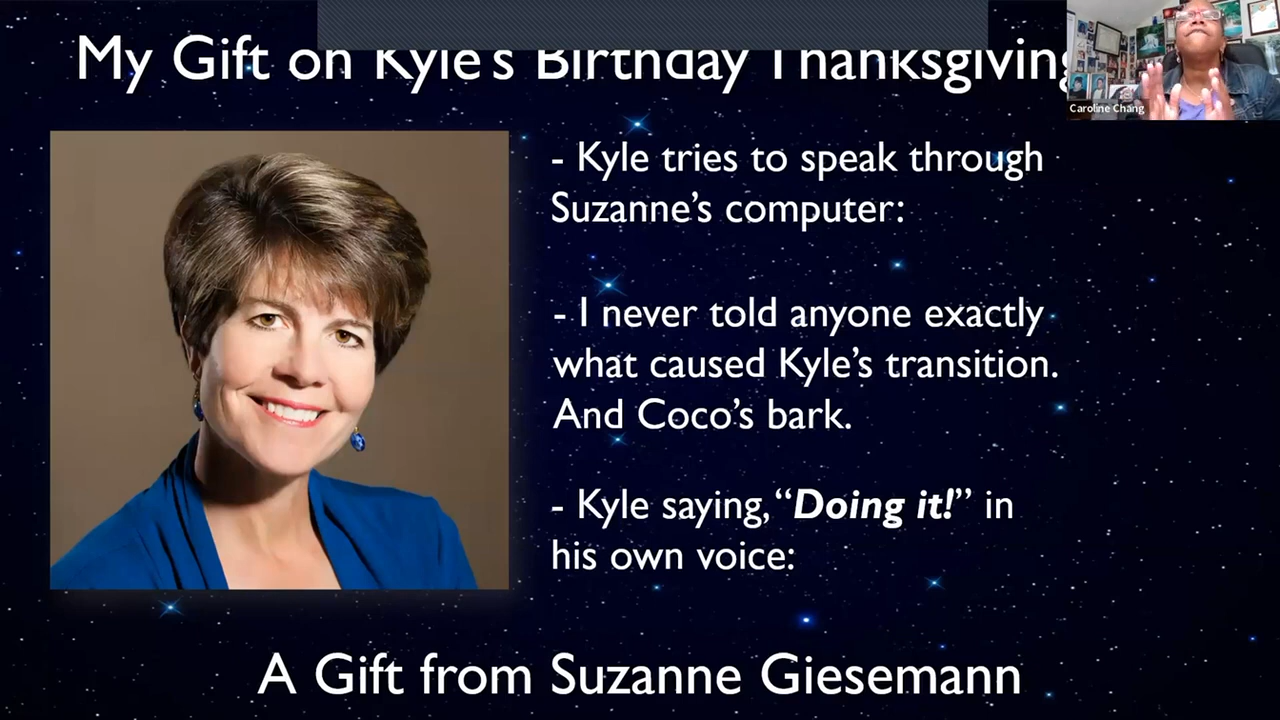 My Gift on Kyle's Birthday Thanksgiving
Caroline Chang
- Kyle tries to speak through
Suzanne's computer:
- I never told anyone exactly
what caused Kyle's transition.
And Coco's bark.
- Kyle saying, “Doing it!” in
his own voice:
A Gift from Suzanne Giesemann